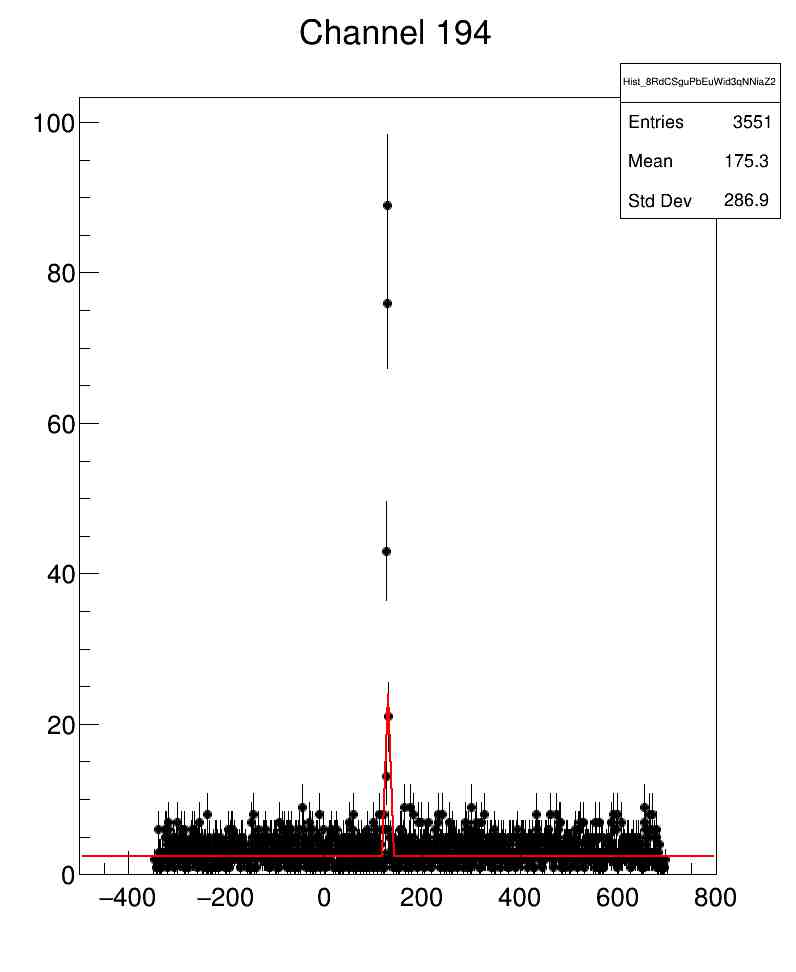 Channel 194
Hist_8RdCSguPbEuWid3qNNiaZ2
Entries 3551
Mean 175.3
Std Dev 286.9
100
80
60
40
20
0
−400 −200 0 200 400 600 800